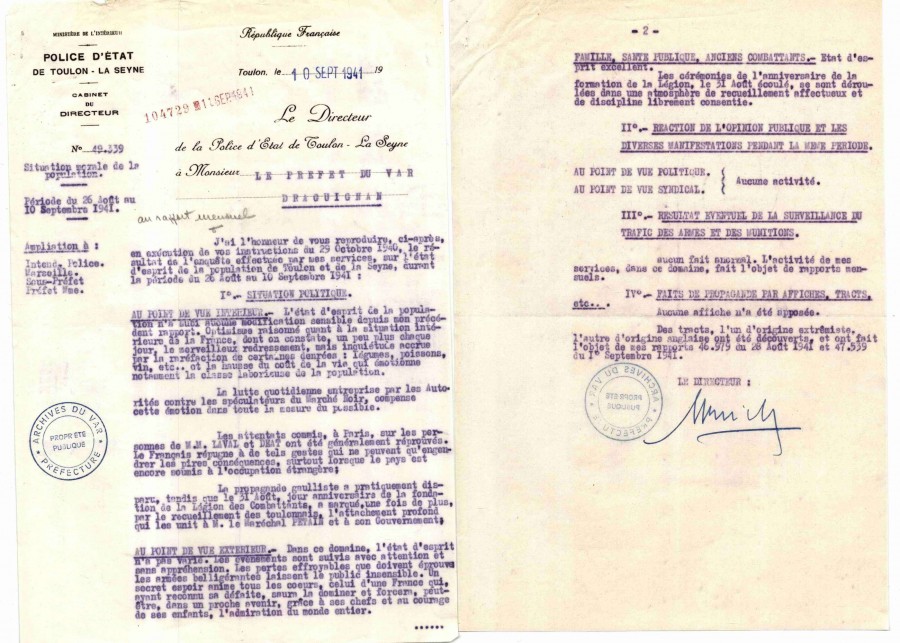 MINISTÈRE DE L'INTÉRIEUR
POLICE D'ÉTAT
DE TOULON - LA SEYNE
CABINET
DU
DIRECTEUR
N° 49.339
Situation morale de la
population.
Période du 26 Août au
10 Septembre 1941.
Ampliation à :
Intend. Police.
Marseille.
Sous-Préfet
Préfet Mme.
République Française
Toulon, le 10 SEPT 1941 19
104729 11 SEP 1941
Le Directeur
de la Police d'Etat de Toulon - La Seyne
à Monsieur LE PREFET DU VAR
DRAGUIGNAN
au rapport mensuel
J'ai l'honneur de vous reproduire, ci-après,
en exécution de vos instructions du 29 Octobre 1940, le ré-
sultat de l'enquête effectuée par mes services, sur l'état
d'esprit de la population de Toulon et de la Seyne, durant
la période du 26 Août au 10 Septembre 1941 :
I°.- SITUATION POLITIQUE.
AU POINT DE VUE INTERIEUR.- L'état d'esprit de la popula-
tion n'a subi aucune modification sensible depuis mon précé-
dent rapport. Optimisme raisonné quant à la situation inté-
rieure de la France, dont on constate, un peu plus chaque
jour, le merveilleux redressement, mais inquiétude accrue
par la raréfaction de certaines denrées : légumes, poissons,
vin, etc.. et la hausse du coût de la vie qui émotionne
notamment la classe laborieuse de la population.
La lutte quotidienne entreprise par les Auto-
rités contre les spéculateurs du Marché Noir, compense
cette émotion dans toute la mesure du possible.
Les attentats commis, à Paris, sur les per-
sonnes de M.M. LAVAL et DEAT ont été généralement réprouvés.
Le Français répugne à de tels gestes qui ne peuvent qu'engen-
drer les pires conséquences, surtout lorsque le pays est
encore soumis à l'occupation étrangère;
La propagande gaulliste a pratiquement dis-
paru, tandis que le 31 Août, jour anniversaire de la fonda-
tion de la Légion des Combattants, a marqué, une fois de plus,
par le recueillement des toulonnais, l'attachement profond
qui les unit à M. le Maréchal PETAIN et à son Gouvernement;
AU POINT DE VUE EXTERIEUR.- Dans ce domaine, l'état d'esprit
n'a pas varié. Les évènements sont suivis avec attention et
sans appréhension. Les pertes effroyables que doivent éprouve
les armées belligérantes laissent le public insensible. Un
secret espoir anime tous les coeurs, celui d'une France qui,
ayant reconnu sa défaite, saura la dominer et forcera, peut-
être, dans un proche avenir, grâce à ses chefs et au courage
de ses enfants, l'admiration du monde entier.
......
ARCHIVES DU VAR
PROPRIÉTÉ
PUBLIQUE
PREFECTURE
- 2 -
FAMILLE, SANTE PUBLIQUE, ANCIENS COMBATTANTS.- Etat d'es-
prit excellent.
Les cérémonies de l'anniversaire de la
formation de la Légion, le 31 Août écoulé, se sont dérou-
lées dans une atmosphère de recueillement affectueux et
de discipline librement consentie.
II°.- REACTION DE L'OPINION PUBLIQUE ET LES
DIVERSES MANIFESTATIONS PENDANT LA MEME PERIODE.
AU POINT DE VUE POLITIQUE.
AU POINT DE VUE SYNDICAL.
Aucune activité.
III°.- RESULTAT EVENTUEL DE LA SURVEILLANCE DU
TRAFIC DES ARMES ET DES MUNITIONS.
aucun fait anormal. L'activité de mes
services, dans ce domaine, fait l'objet de rapports men-
suels.
IV°.- FAITS DE PROPAGANDE PAR AFFICHES, TRACTS,
etc.. .
Aucune affiche n'a été apposée.
Des tracts, l'un d'origine extrêmiste,
l'autre d'origine anglaise ont été découverts, et ont fait
l'objet de mes rapports 46.979 du 28 Août 1941 et 47.539
du 1° Septembre 1941.
LE DIRECTEUR :
ARCHIVES DU VAR
PROPRIÉTÉ
PUBLIQUE
PREFECTURE